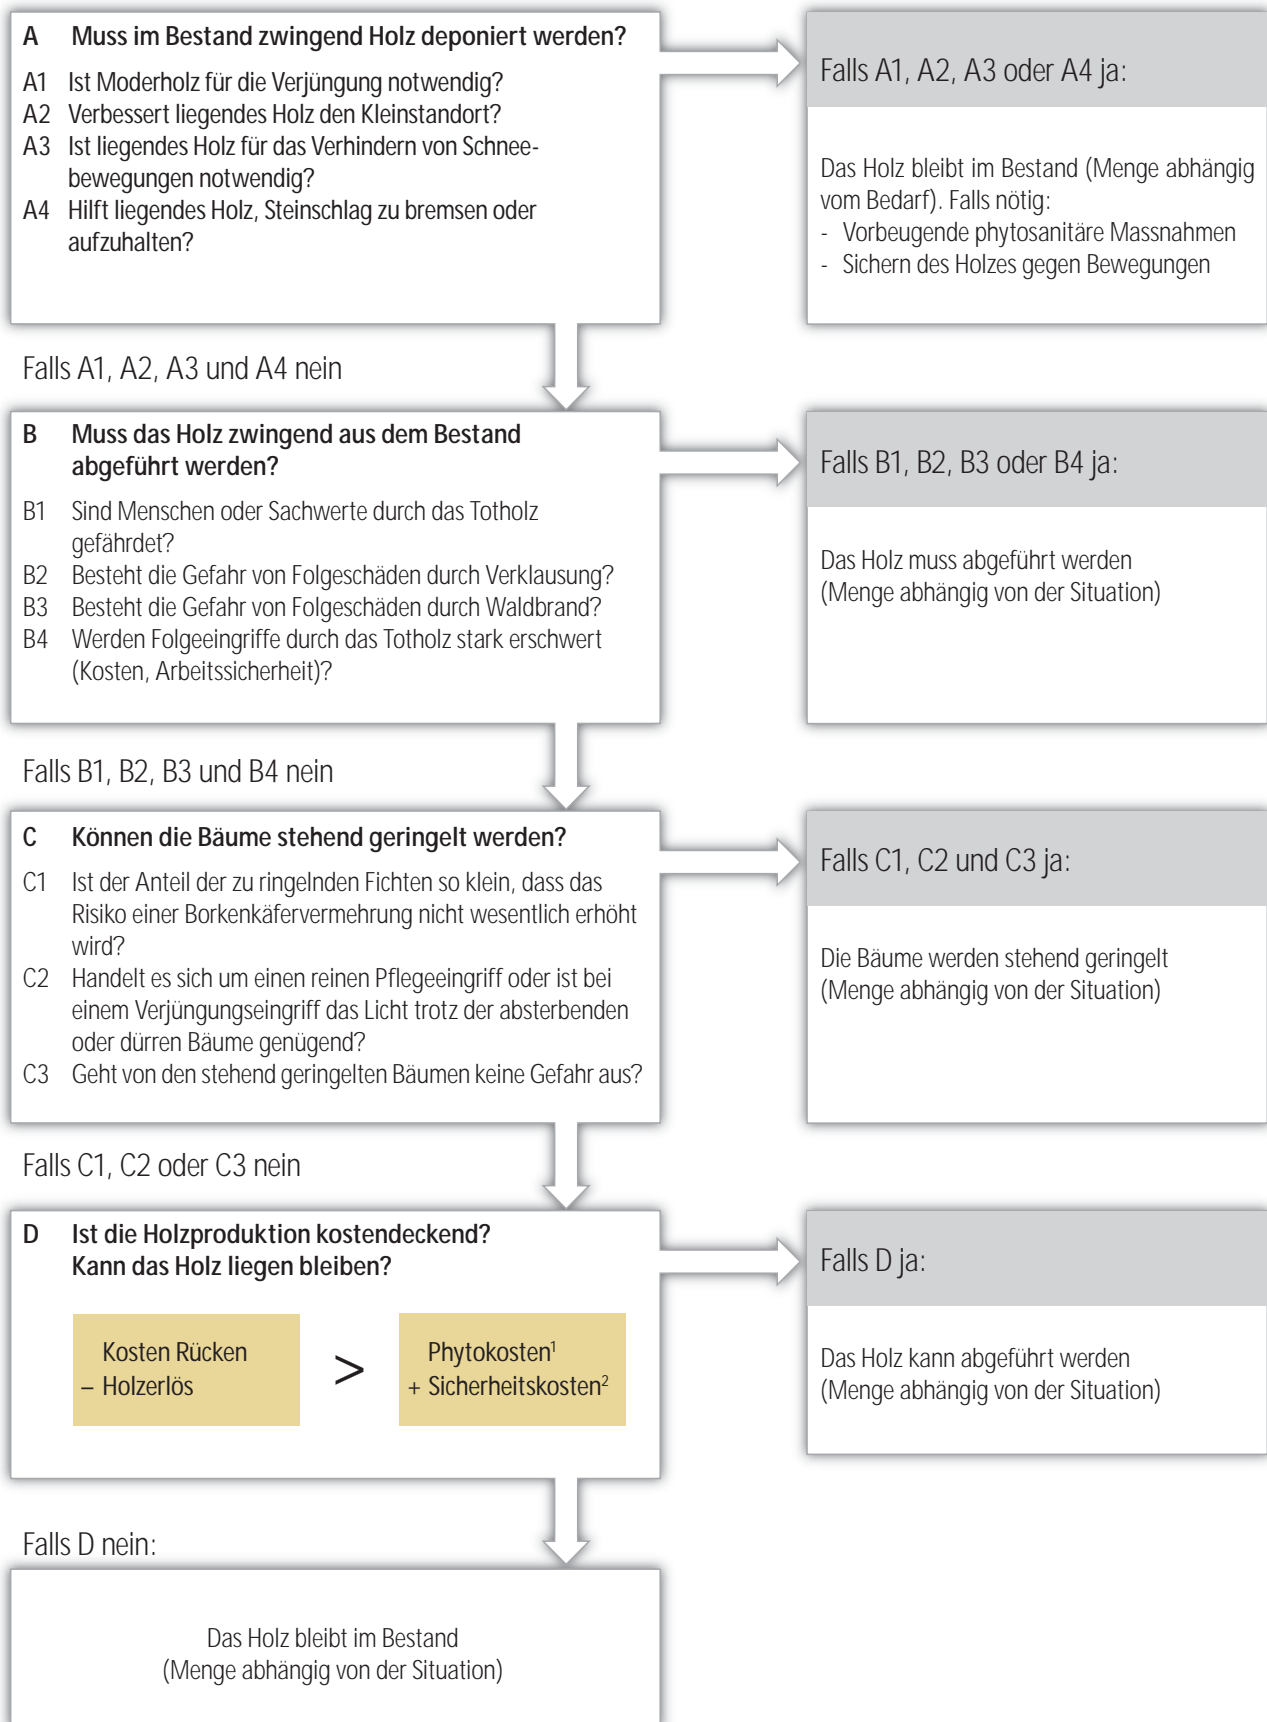 A Muss im Bestand zwingend Holz deponiert werden?
A1 Ist Moderholz für die Verjüngung notwendig?
A2 Verbessert liegendes Holz den Kleinstandort?
A3 Ist liegendes Holz für das Verhindern von Schnee-
bewegungen notwendig?
A4 Hilft liegendes Holz, Steinschlag zu bremsen oder
aufzuhalten?
Falls A1, A2, A3 oder A4 ja:
Das Holz bleibt im Bestand (Menge abhängig
vom Bedarf). Falls nötig:
- Vorbeugende phytosanitäre Massnahmen
- Sichern des Holzes gegen Bewegungen
Falls A1, A2, A3 und A4 nein
B Muss das Holz zwingend aus dem Bestand
abgeführt werden?
B1 Sind Menschen oder Sachwerte durch das Totholz
gefährdet?
B2 Besteht die Gefahr von Folgeschäden durch Verklausung?
B3 Besteht die Gefahr von Folgeschäden durch Waldbrand?
B4 Werden Folgeeingriffe durch das Totholz stark erschwert
(Kosten, Arbeitssicherheit)?
Falls B1, B2, B3 oder B4 ja:
Das Holz muss abgeführt werden
(Menge abhängig von der Situation)
Falls B1, B2, B3 und B4 nein
C Können die Bäume stehend geringelt werden?
C1 Ist der Anteil der zu ringelnden Fichten so klein, dass das
Risiko einer Borkenkäfervermehrung nicht wesentlich erhöht
wird?
C2 Handelt es sich um einen reinen Pflegeeingriff oder ist bei
einem Verjüngungseingriff das Licht trotz der absterbenden
oder dürren Bäume genügend?
C3 Geht von den stehend geringelten Bäumen keine Gefahr aus?
Falls C1, C2 und C3 ja:
Die Bäume werden stehend geringelt
(Menge abhängig von der Situation)
Falls C1, C2 oder C3 nein
D Ist die Holzproduktion kostendeckend?
Kann das Holz liegen bleiben?
Kosten Rücken
– Holzerlös
>
Phytokosten¹
+ Sicherheitskosten²
Falls D ja:
Das Holz kann abgeführt werden
(Menge abhängig von der Situation)
Falls D nein:
Das Holz bleibt im Bestand
(Menge abhängig von der Situation)